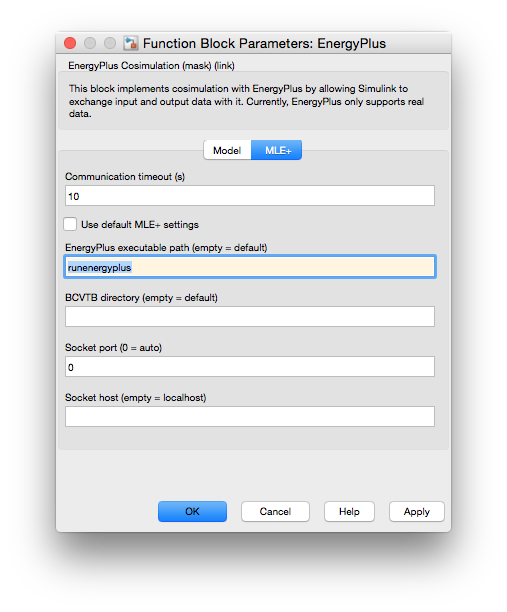 Function Block Parameters: EnergyPlus
EnergyPlus Cosimulation (mask) (link)
This block implements cosimulation with EnergyPlus by allowing Simulink to
exchange input and output data with it. Currently, EnergyPlus only supports real
data.
Model MLE+
Communication timeout (s)
10
Use default MLE+ settings
EnergyPlus executable path (empty = default)
runenergyplus
BCVTB directory (empty = default)
Socket port (0 = auto)
0
Socket host (empty = localhost)
OK Cancel Help Apply